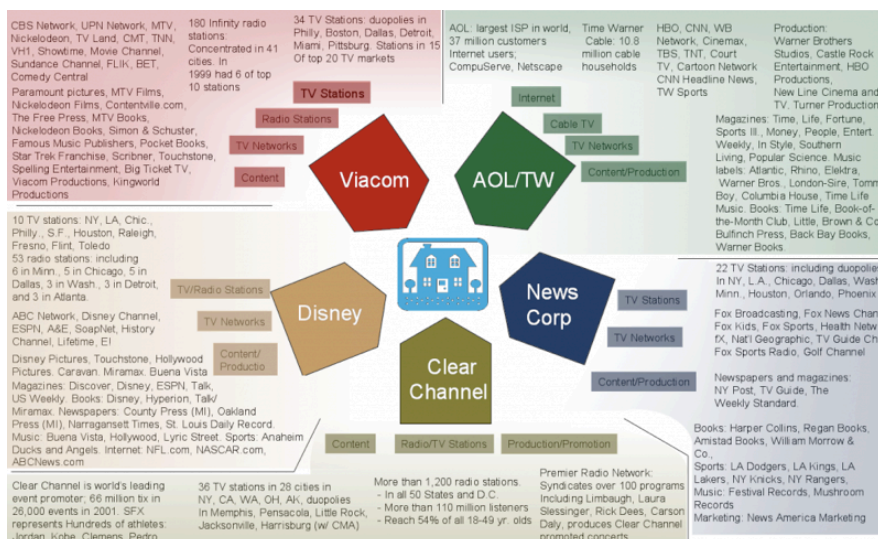 CBS Network, UPN Network, MTV,
Nickelodeon, TV Land, CMT, TNN,
VH1, Showtime, Movie Channel,
Sundance Channel, FLIK, BET,
Comedy Central
Paramount pictures, MTV Films,
Nickelodeon Films, Contentville.com,
The Free Press, MTV Books,
Nickelodeon Books, Simon & Schuster,
Famous Music Publishers, Pocket Books,
Star Trek Franchise, Scribner, Touchstone,
Spelling Entertainment, Big Ticket TV,
Viacom Productions, Kingworld
Productions
180 Infinity radio
stations:
Concentrated in 41
cities. In
1999 had 6 of top
10 stations
34 TV Stations: duopolies in
Philly, Boston, Dallas, Detroit,
Miami, Pittsburg. Stations in 15
Of top 20 TV markets
TV Stations
Radio Stations
TV Networks
Content
Viacom
AOL: largest ISP in world,
37 million customers
Internet users;
CompuServe, Netscape
Time Warner
Cable: 10.8
million cable
households
HBO, CNN, WB
Network, Cinemax,
TBS, TNT, Court
TV, Cartoon Network
CNN Headline News,
TW Sports
Production:
Warner Brothers
Studios, Castle Rock
Entertainment, HBO
Productions,
New Line Cinema and
TV, Turner Production
Magazines: Time, Life, Fortune,
Sports Ill., Money, People, Entert.
Weekly, In Style, Southern
Living, Popular Science. Music
labels: Atlantic, Rhino, Elektra,
Warner Bros., London-Sire, Tomm
Boy, Columbia House, Time Life
Music. Books: Time Life, Book-of-
the-Month Club, Little, Brown & Co
Bulfinch Press, Back Bay Books,
Warner Books.
Internet
Cable TV
TV Networks
Content/Production
AOL/TW
10 TV stations: NY, LA, Chic.,
Philly., S.F., Houston, Raleigh,
Fresno, Flint, Toledo
53 radio stations: including
6 in Minn., 5 in Chicago, 5 in
Dallas, 3 in Wash., 3 in Detroit,
and 3 in Atlanta.
ABC Network, Disney Channel,
ESPN, A&E, SoapNet, History
Channel, Lifetime, E!
Disney Pictures, Touchstone, Hollywood
Pictures. Caravan. Miramax. Buena Vista
Magazines: Discover, Disney, ESPN, Talk,
US Weekly. Books: Disney, Hyperion, Talk/
Miramax. Newspapers: County Press (MI), Oakland
Press (MI), Narragansett Times, St. Louis Daily Record.
Music: Buena Vista, Hollywood, Lyric Street. Sports: Anaheim
Ducks and Angels. Internet: NFL.com, NASCAR.com,
ABCNews.com
TV/Radio Stations
TV Networks
Content/
Productio
Disney
News
Corp
TV Stations
TV Networks
Content/Production
22 TV Stations: including duopolies
In NY, L.A., Chicago, Dallas, Wash
Minn., Houston, Orlando, Phoenix
Fox Broadcasting, Fox News Chan
Fox Kids, Fox Sports, Health Netw
fX, Nat'l Geographic, TV Guide Ch
Fox Sports Radio, Golf Channel
Newspapers and magazines:
NY Post, TV Guide, The
Weekly Standard.
Books: Harper Collins, Regan Books,
Amistad Books, William Morrow &
Co.,
Sports: LA Dodgers, LA Kings, LA
Lakers, NY Knicks, NY Rangers,
Music: Festival Records, Mushroom
Records
Marketing: News America Marketing
Clear
Channel
Content
Radio/TV Stations
Production/Promotion
Clear Channel is world's leading
event promoter; 66 million tix in
26,000 events in 2001. SFX
represents Hundreds of athletes:
Jordan, Kobe, Clemens, Pedro
36 TV stations in 28 cities in
NY, CA, WA, OH, AK, duopolies
In Memphis, Pensacola, Little Rock,
Jacksonville, Harrisburg (w/ CMA)
More than 1,200 radio stations.
- In all 50 States and D.C.
- More than 110 million listeners
- Reach 54% of all 18-49 yr. olds
Premier Radio Network:
Syndicates over 100 programs
Including Limbaugh, Laura
Slessinger, Rick Dees, Carson
Daly, produces Clear Channel
promoted concerts